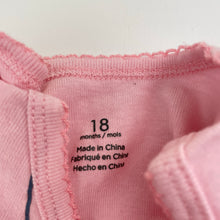 18
months / mois
Made in China
Fabriqué en Chine
Hecho en China